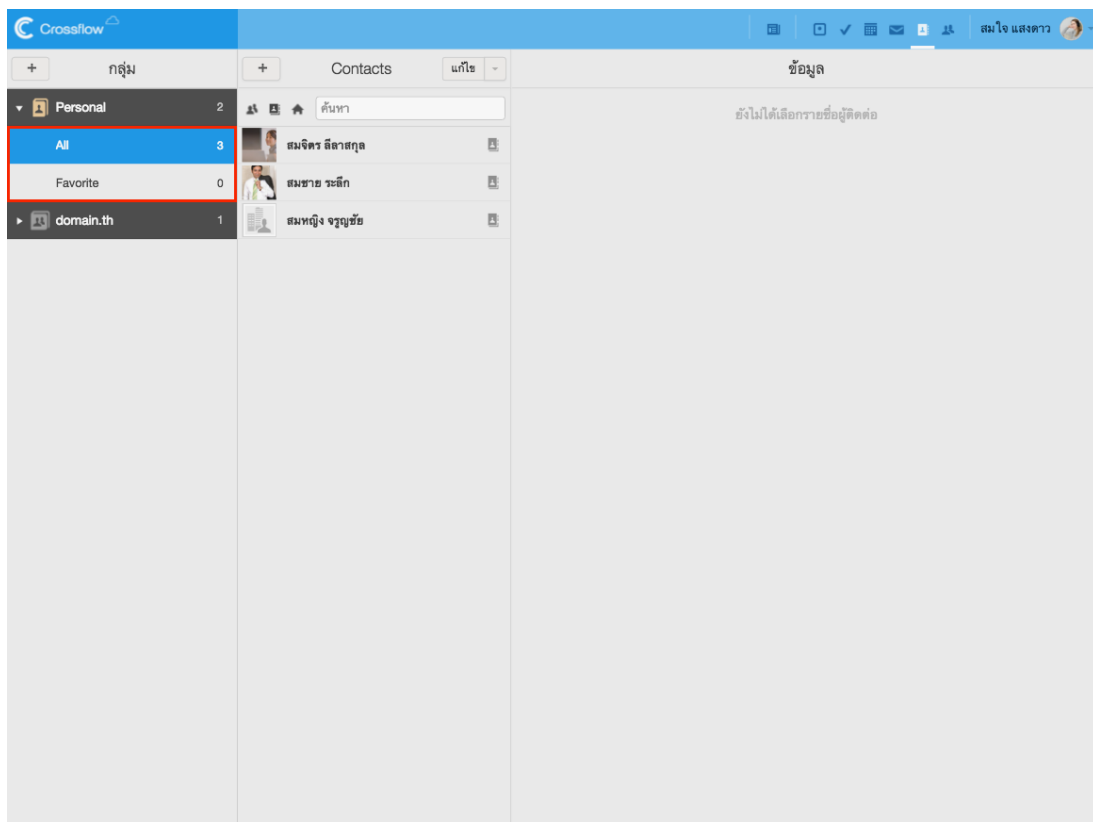 Crossflow
สมใจ แสงดาว
+ กลุ่ม
+ Contacts แก้ไข
ข้อมูล
Personal 2
ค้นหา
ยังไม่ได้เลือกรายชื่อผู้ติดต่อ
All 3
สมจิตร ลีลาสกุล
Favorite 0
สมชาย ระลึก
domain.th 1
สมหญิง จรูญชัย